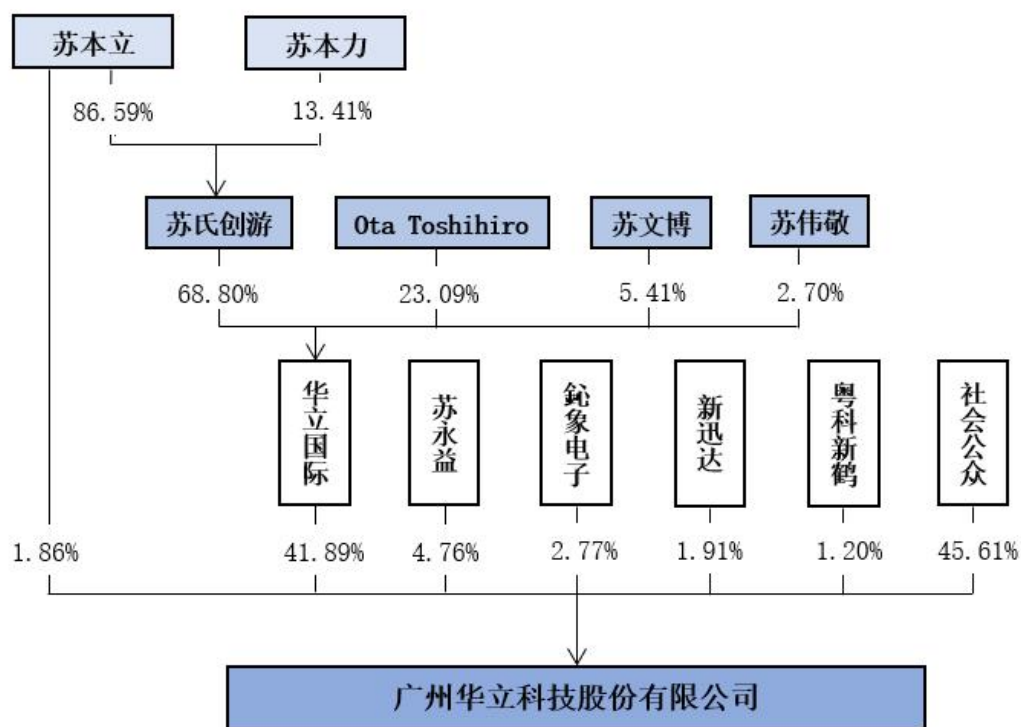 苏本立
苏本力
86.59%
13.41%
苏氏创游
Ota Toshihiro
苏文博
苏伟敬
68.80%
23.09%
5.41%
2.70%
华立国际
苏永益
鈊象电子
新迅达
粤科新鹤
社会公众
1.86%
41.89%
4.76%
2.77%
1.91%
1.20%
45.61%
广州华立科技股份有限公司